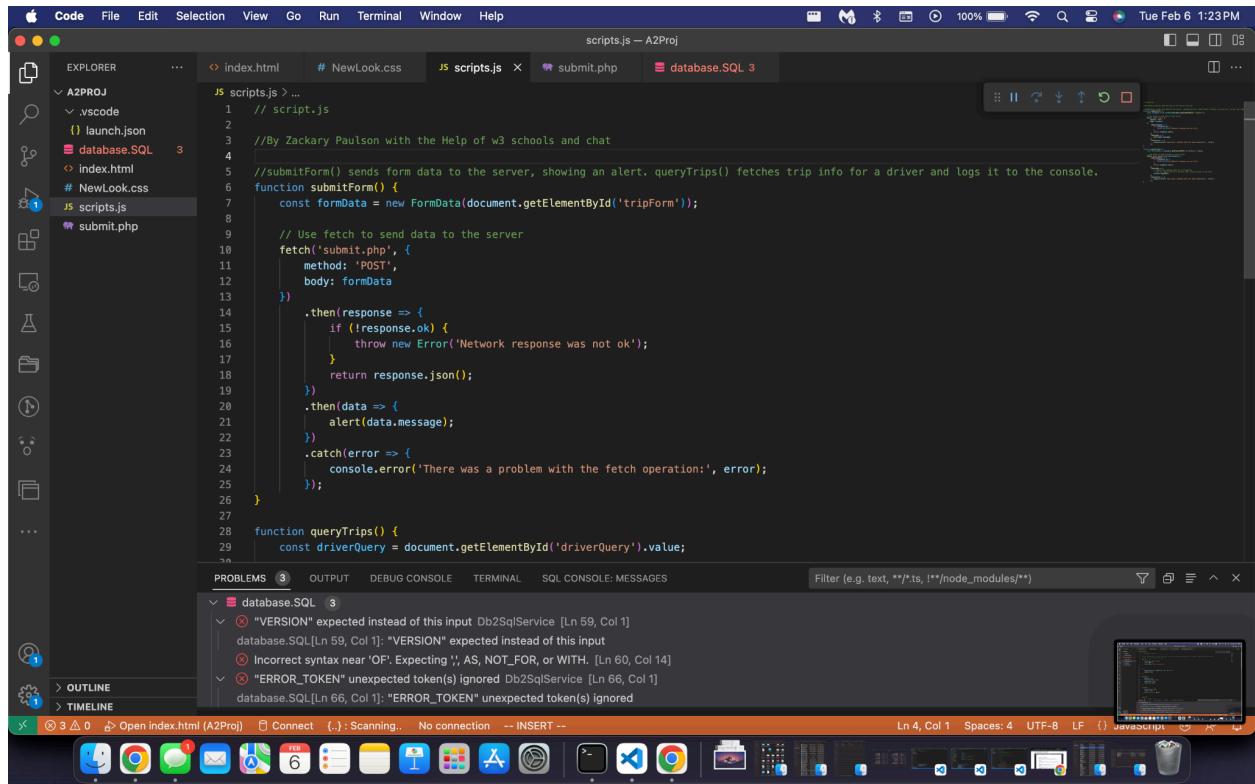 Code File Edit Selection View Go Run Terminal Window Help 100% Tue Feb 6 1:23 PM
scripts.js — A2Proj
EXPLORER
index.html
# NewLook.css
JS scripts.js
submit.php
database.SQL 3
A2PROJ
.vscode
{} launch.json
database.SQL 3
<> index.html
# NewLook.css
JS scripts.js
submit.php
JS scripts.js > ...
1 // script.js
2
3 //By Zackary Paulson with the Help of w3 schools and chat
4
5 //submitForm() sends form data to the server, showing an alert. queryTrips() fetches trip info for a driver and logs it to the console.
6 function submitForm() {
7 const formData = new FormData(document.getElementById('tripForm'));
8
9 // Use fetch to send data to the server
10 fetch('submit.php', {
11 method: 'POST',
12 body: formData
13 })
14 .then(response => {
15 if (!response.ok) {
16 throw new Error('Network response was not ok');
17 }
18 return response.json();
19 })
20 .then(data => {
21 alert(data.message);
22 })
23 .catch(error => {
24 console.error('There was a problem with the fetch operation:', error);
25 });
26 }
27
28 function queryTrips() {
29 const driverQuery = document.getElementById('driverQuery').value;
PROBLEMS 3 OUTPUT DEBUG CONSOLE TERMINAL SQL CONSOLE: MESSAGES Filter (e.g. text, **/*.ts, !**/node_modules/**)
database.SQL 3
"VERSION" expected instead of this input Db2SqlService [Ln 59, Col 1]
database.SQL[Ln 59, Col 1]: "VERSION" expected instead of this input
Incorrect syntax near 'OF'. Expecting ',', AS, NOT_FOR, or WITH. [Ln 60, Col 14]
"ERROR_TOKEN" unexpected token(s) ignored Db2SqlService [Ln 66, Col 1]
database.SQL[Ln 66, Col 1]: "ERROR_TOKEN" unexpected token(s) ignored
OUTLINE
TIMELINE
3 0 Open index.html (A2Proj) Connect {..} : Scanning.. No connection -- INSERT -- Ln 4, Col 1 Spaces: 4 UTF-8 LF {} JavaScript
1
1
1
1
FEB
6